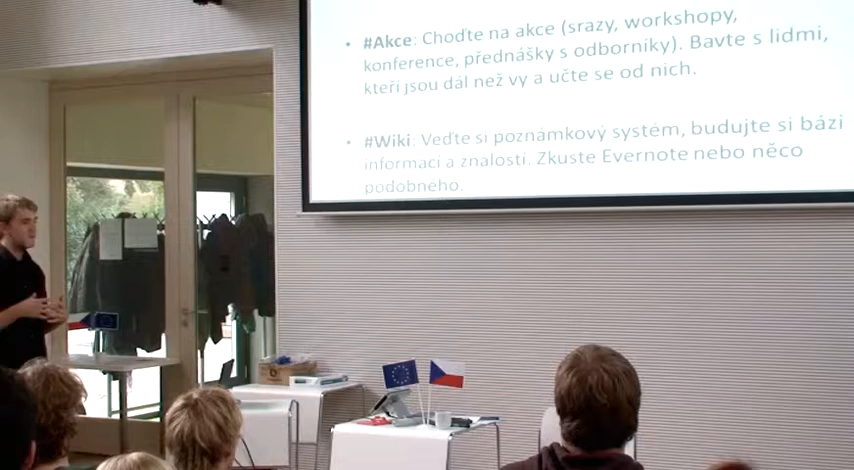 • #Akce: Choďte na akce (srazy, workshopy,
konference, přednášky s odborníky). Bavte s lidmi,
kteří jsou dál než vy a učte se od nich.
• #Wiki: Veďte si poznámkový systém, budujte si bázi
informací a znalostí. Zkuste Evernote nebo něco
podobného.